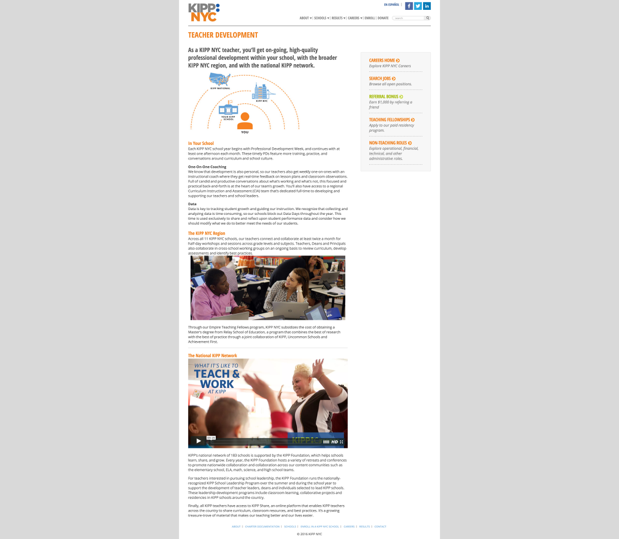 KIPP:
NYC
EN ESPAÑOL
ABOUT SCHOOLS RESULTS CAREERS ENROLL DONATE
TEACHER DEVELOPMENT
As a KIPP NYC teacher, you'll get on-going, high-quality
professional development within your school, with the broader
KIPP NYC region, and with the national KIPP network.
KIPP NATIONAL
KIPP NYC
YOUR KIPP
SCHOOL
YOU
CAREERS HOME
Explore KIPP NYC Careers
SEARCH JOBS
Browse all open positions.
REFERRAL BONUS
Earn $1,000 by referring a
friend
TEACHING FELLOWSHIPS
Apply to our paid residency
program.
NON-TEACHING ROLES
Explore operational, financial,
technical, and other
administrative roles.
In Your School
Each KIPP NYC school year begins with Professional Development Week, and continues with at
least one afternoon each month. These timely PDs feature more training, practice, and
conversations around curriculum and school culture.
One-On-One Coaching
We know that development is also personal, so our teachers also get weekly one-on-ones with an
instructional coach where they get real-time feedback on lesson plans and classroom observations.
Full of candid and productive conversations about what's working and what's not, it's focused and
practical back-and-forth is at the heart of our team's growth. You'll also have access to a regional
Curriculum Instruction and Assessment (CIA) team that's dedicated full-time to developing and
supporting our teachers and school leaders.
Data
Data is key to tracking student growth and guiding our instruction. We recognize that collecting and
analyzing data is time consuming, so our schools block out Data Days throughout the year. This
time is used exclusively to share and reflect upon student performance data and consider how we
should modify what we do to better meet the needs of our students.
The KIPP NYC Region
Across all 11 KIPP NYC schools, our teachers connect and collaborate at least twice a month for
half-day workshops and sessions across grade levels and subjects. Teachers, Deans and Principals
also collaborate in cross-school working groups on an ongoing basis to review curriculum, develop
assessments and identify best practices.
Through our Empire Teaching Fellows program, KIPP NYC subsidizes the cost of obtaining a
Master's degree from Relay School of Education, a program that combines the best of research
with the best of practice through a joint collaboration of KIPP, Uncommon Schools and
Achievement First.
The National KIPP Network
WHAT IT'S LIKE TO
TEACH &
WORK
AT KIPP
KIPP's national network of 183 schools is supported by the KIPP Foundation, which helps schools
learn, share, and grow. Every year, the KIPP Foundation hosts a variety of retreats and conferences
to promote nationwide collaboration and collaboration across our content communities such as
the elementary school, ELA, math, science, and high school teams.
For teachers interested in pursuing school leadership, the KIPP Foundation runs the nationally-
recognized KIPP School Leadership Program over the summer and during the school year to
support the development of teacher leaders, deans and individuals selected to lead KIPP schools.
These leadership development programs include classroom learning, collaborative projects and
residencies in KIPP schools around the country.
Finally, all KIPP teachers have access to KIPP Share, an online platform that enables KIPP teachers
across the country to share curriculum, classroom resources, and best practices. It's a growing
treasure trove of material that makes our teaching better and our lives easier.
© 2016 KIPP NYC